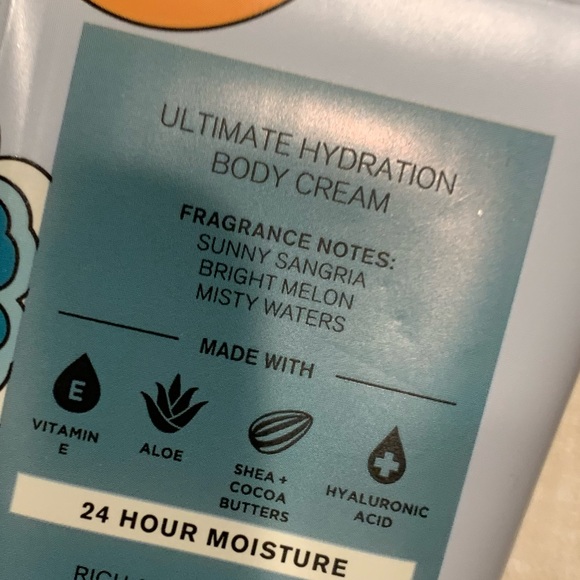 ULTIMATE HYDRATION
BODY CREAM
FRAGRANCE NOTES:
SUNNY SANGRIA
BRIGHT MELON
MISTY WATERS
MADE WITH
E
VITAMIN
E
ALOE
SHEA +
COCOA
BUTTERS
HYALURONIC
ACID
24 HOUR MOISTURE